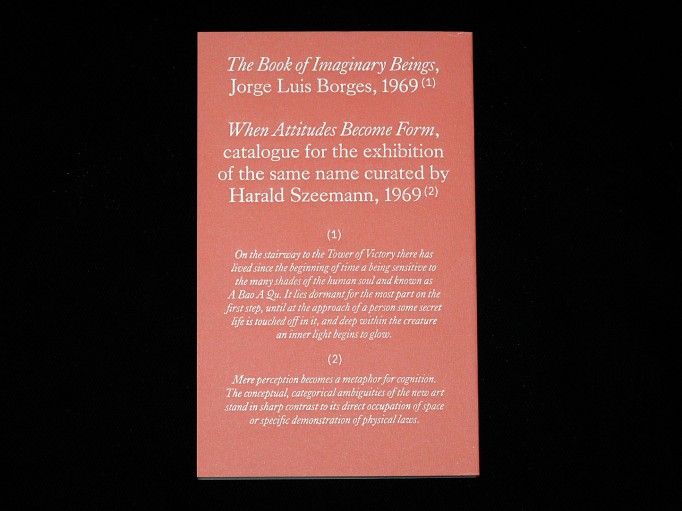 The Book of Imaginary Beings,
Jorge Luis Borges, 1969 (1)
When Attitudes Become Form,
catalogue for the exhibition
of the same name curated by
Harald Szeemann, 1969 (2)
(1)
On the stairway to the Tower of Victory there has
lived since the beginning of time a being sensitive to
the many shades of the human soul and known as
A Bao A Qu. It lies dormant for the most part on the
first step, until at the approach of a person some secret
life is touched off in it, and deep within the creature
an inner light begins to glow.
(2)
Mere perception becomes a metaphor for cognition.
The conceptual, categorical ambiguities of the new art
stand in sharp contrast to its direct occupation of space
or specific demonstration of physical laws.